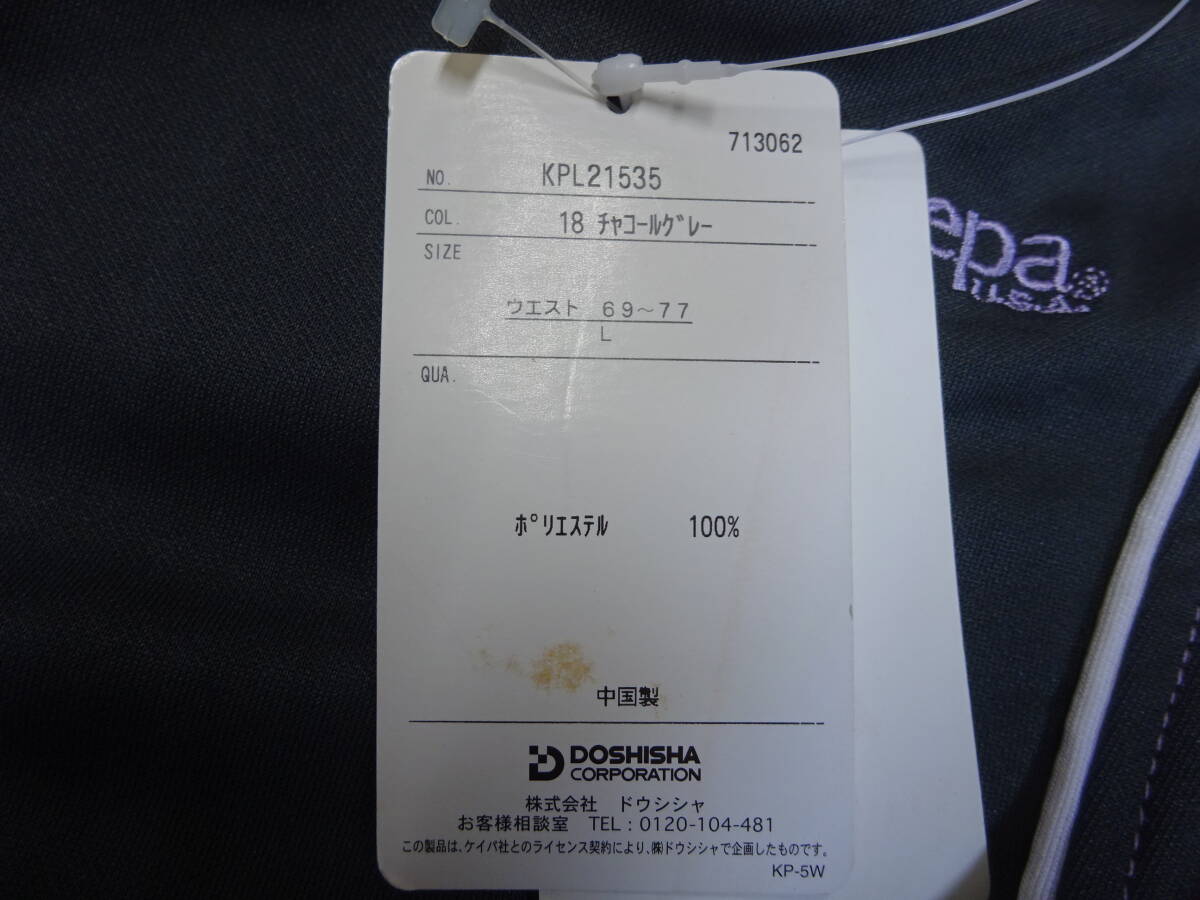 713062
NO. KPL21535
COL. 18 ﾁｬｺｰﾙｸﾞﾚｰ
SIZE
ウエスト 69～77
L
QUA.
ﾎﾟﾘｴｽﾃﾙ 100%
中国製
DOSHISHA
CORPORATION
株式会社 ドウシシャ
お客様相談室 TEL：0120-104-481
この製品は、ケイパ社とのライセンス契約により、㈱ドウシシャで企画したものです。
KP-5W
epa
U.S.A.